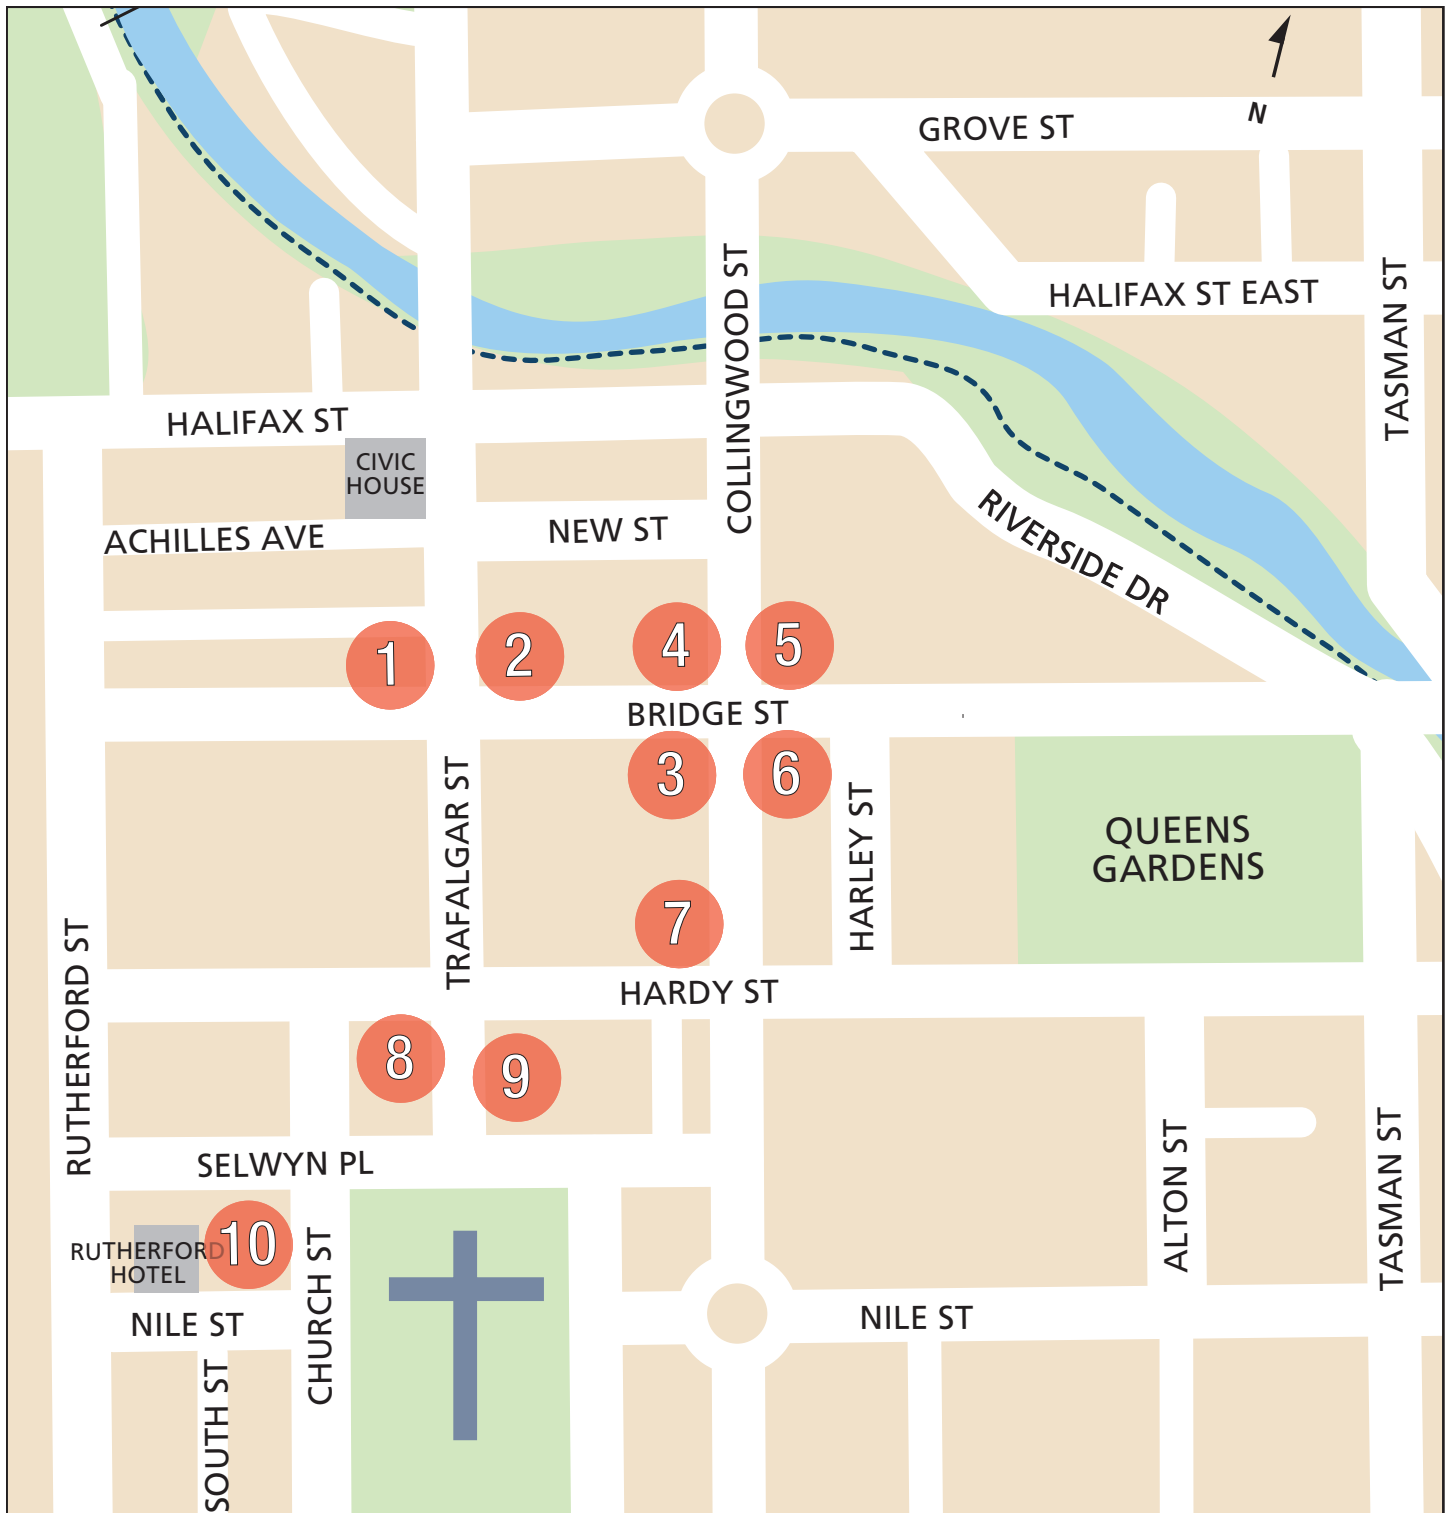 N
GROVE ST
HALIFAX ST EAST
TASMAN ST
COLLINGWOOD ST
HALIFAX ST
CIVIC
HOUSE
ACHILLES AVE
NEW ST
RIVERSIDE DR
1
2
4
5
BRIDGE ST
3
6
TRAFALGAR ST
HARLEY ST
QUEENS
GARDENS
7
RUTHERFORD ST
HARDY ST
8
9
SELWYN PL
ALTON ST
TASMAN ST
10
RUTHERFORD
HOTEL
CHURCH ST
NILE ST
NILE ST
SOUTH ST